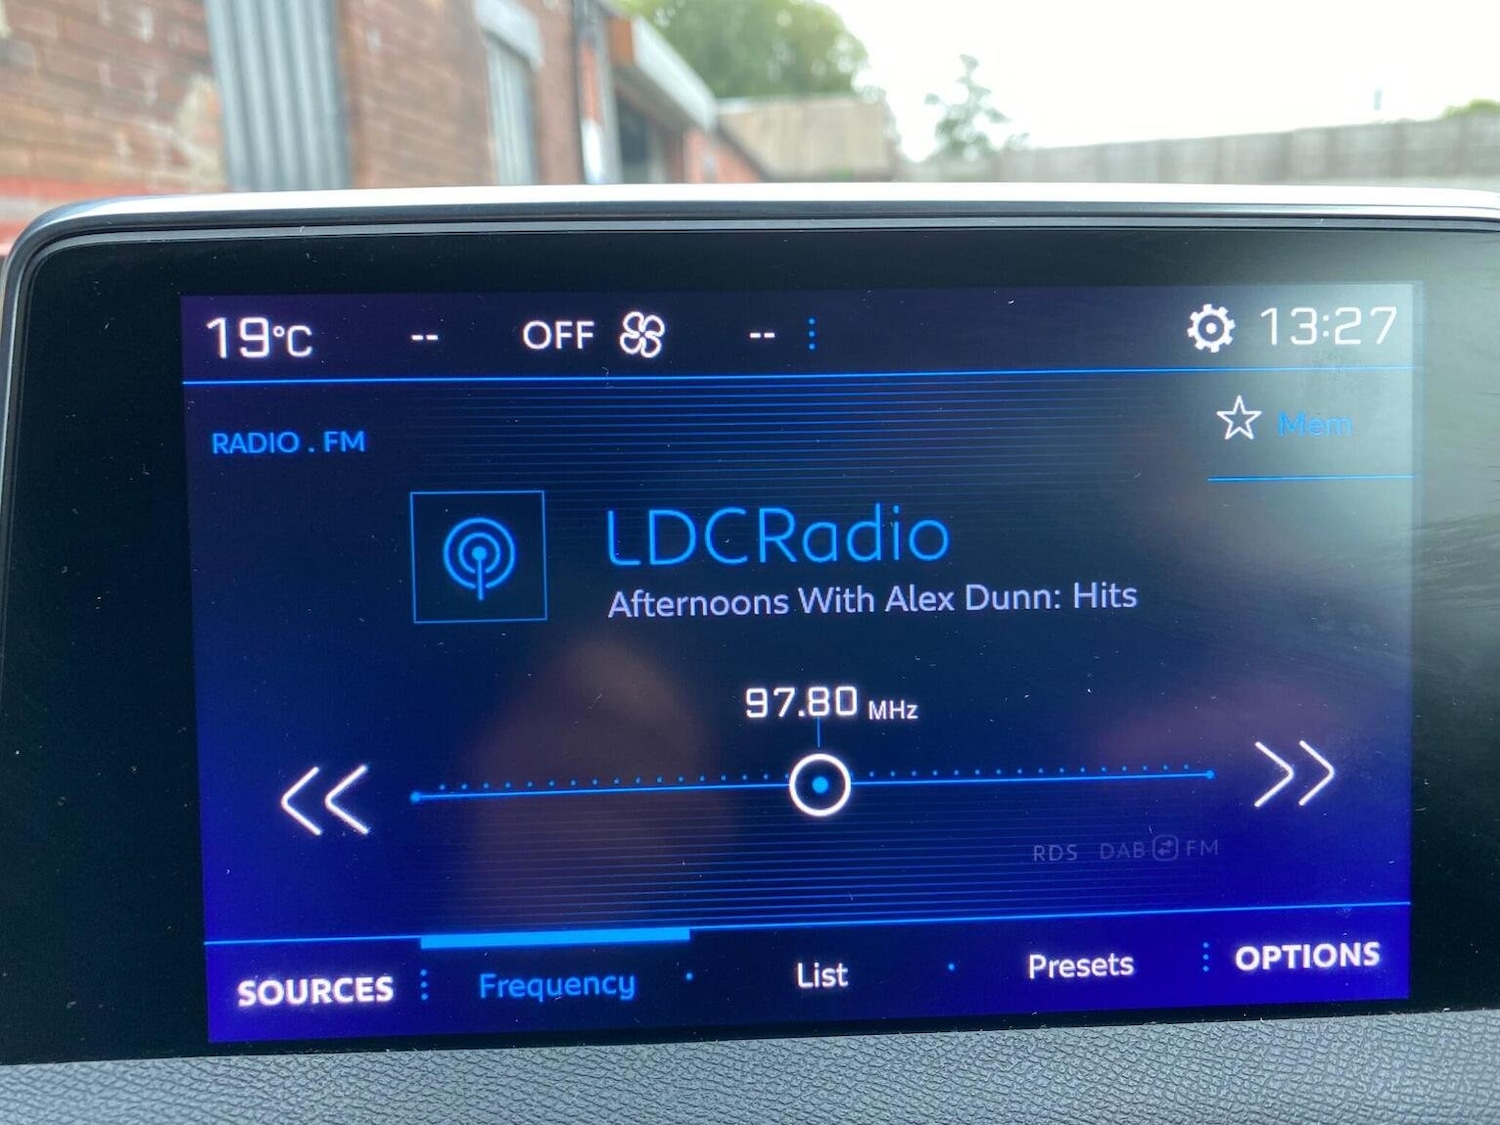 19°C -- OFF -- 13:27
RADIO . FM
Mem
LDCRadio
Afternoons With Alex Dunn: Hits
97.80 MHz
RDS DAB FM
SOURCES Frequency List Presets OPTIONS